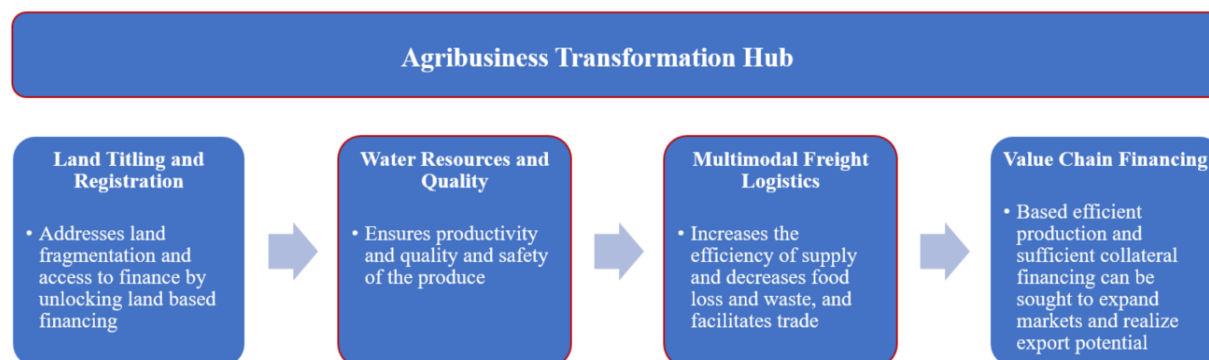 Agribusiness Transformation Hub
Land Titling and
Registration
• Addresses land
fragmentation and
access to finance by
unlocking land based
financing
Water Resources and
Quality
• Ensures productivity
and quality and safety
of the produce
Multimodal Freight
Logistics
• Increases the
efficiency of supply
and decreases food
loss and waste, and
facilitates trade
Value Chain Financing
• Based efficient
production and
sufficient collateral
financing can be
sought to expand
markets and realize
export potential